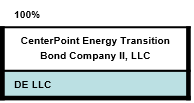 100%
CenterPoint Energy Transition
Bond Company II, LLC
DE LLC